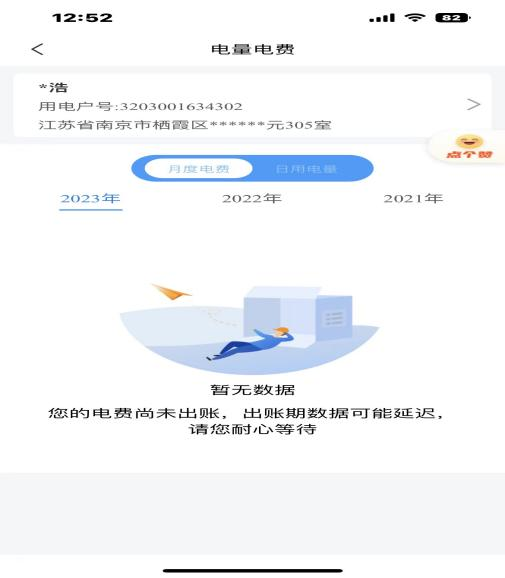 12:52
82
电量电费
*浩
用电户号:3203001634302
江苏省南京市栖霞区******元305室
点个赞
月度电费 日用电量
2023年 2022年 2021年
暂无数据
您的电费尚未出账，出账期数据可能延迟，
请您耐心等待